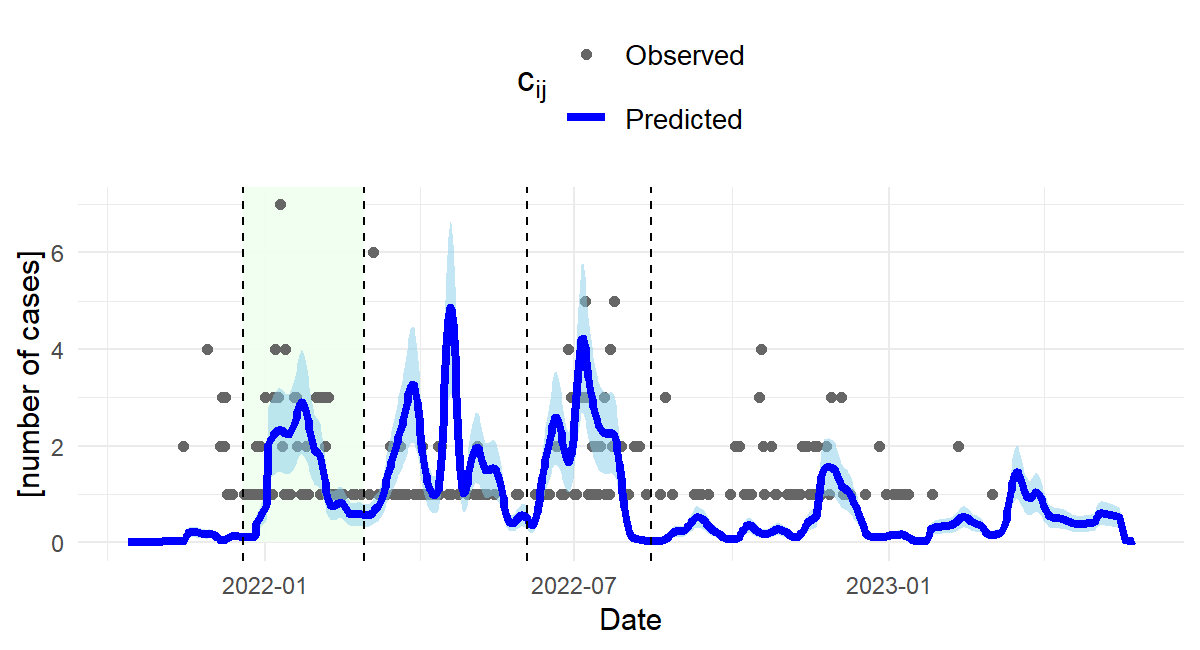 Observed
c_ij
Predicted
[number of cases]
6
4
2
0
2022-01
2022-07
2023-01
Date